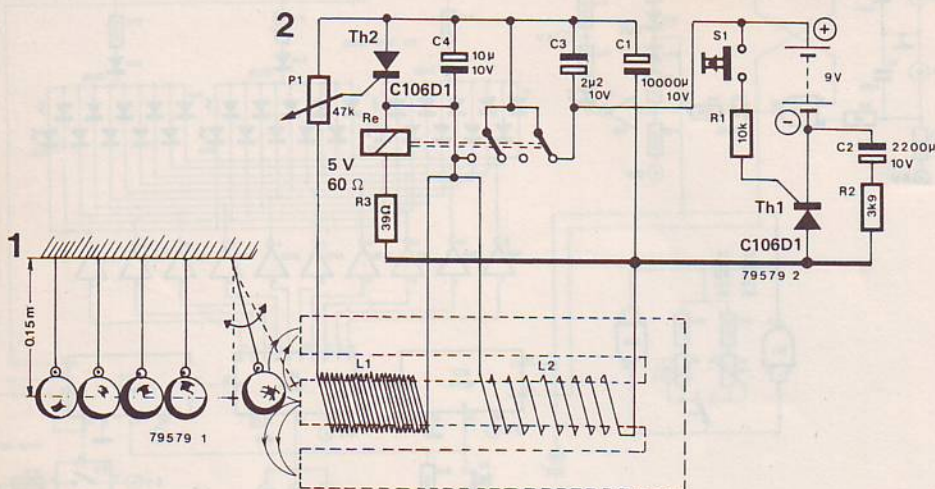 2
Th2
P1
47k
C106D1
C4
10µ
10V
C3
2µ2
10V
C1
10000µ
10V
S1
+
9V
−
R1
10k
C2
2200µ
10V
R2
3k9
Th1
C106D1
79579 2
Re
5 V
60 Ω
R3
39Ω
1
0.15m
79579 1
L1
L2